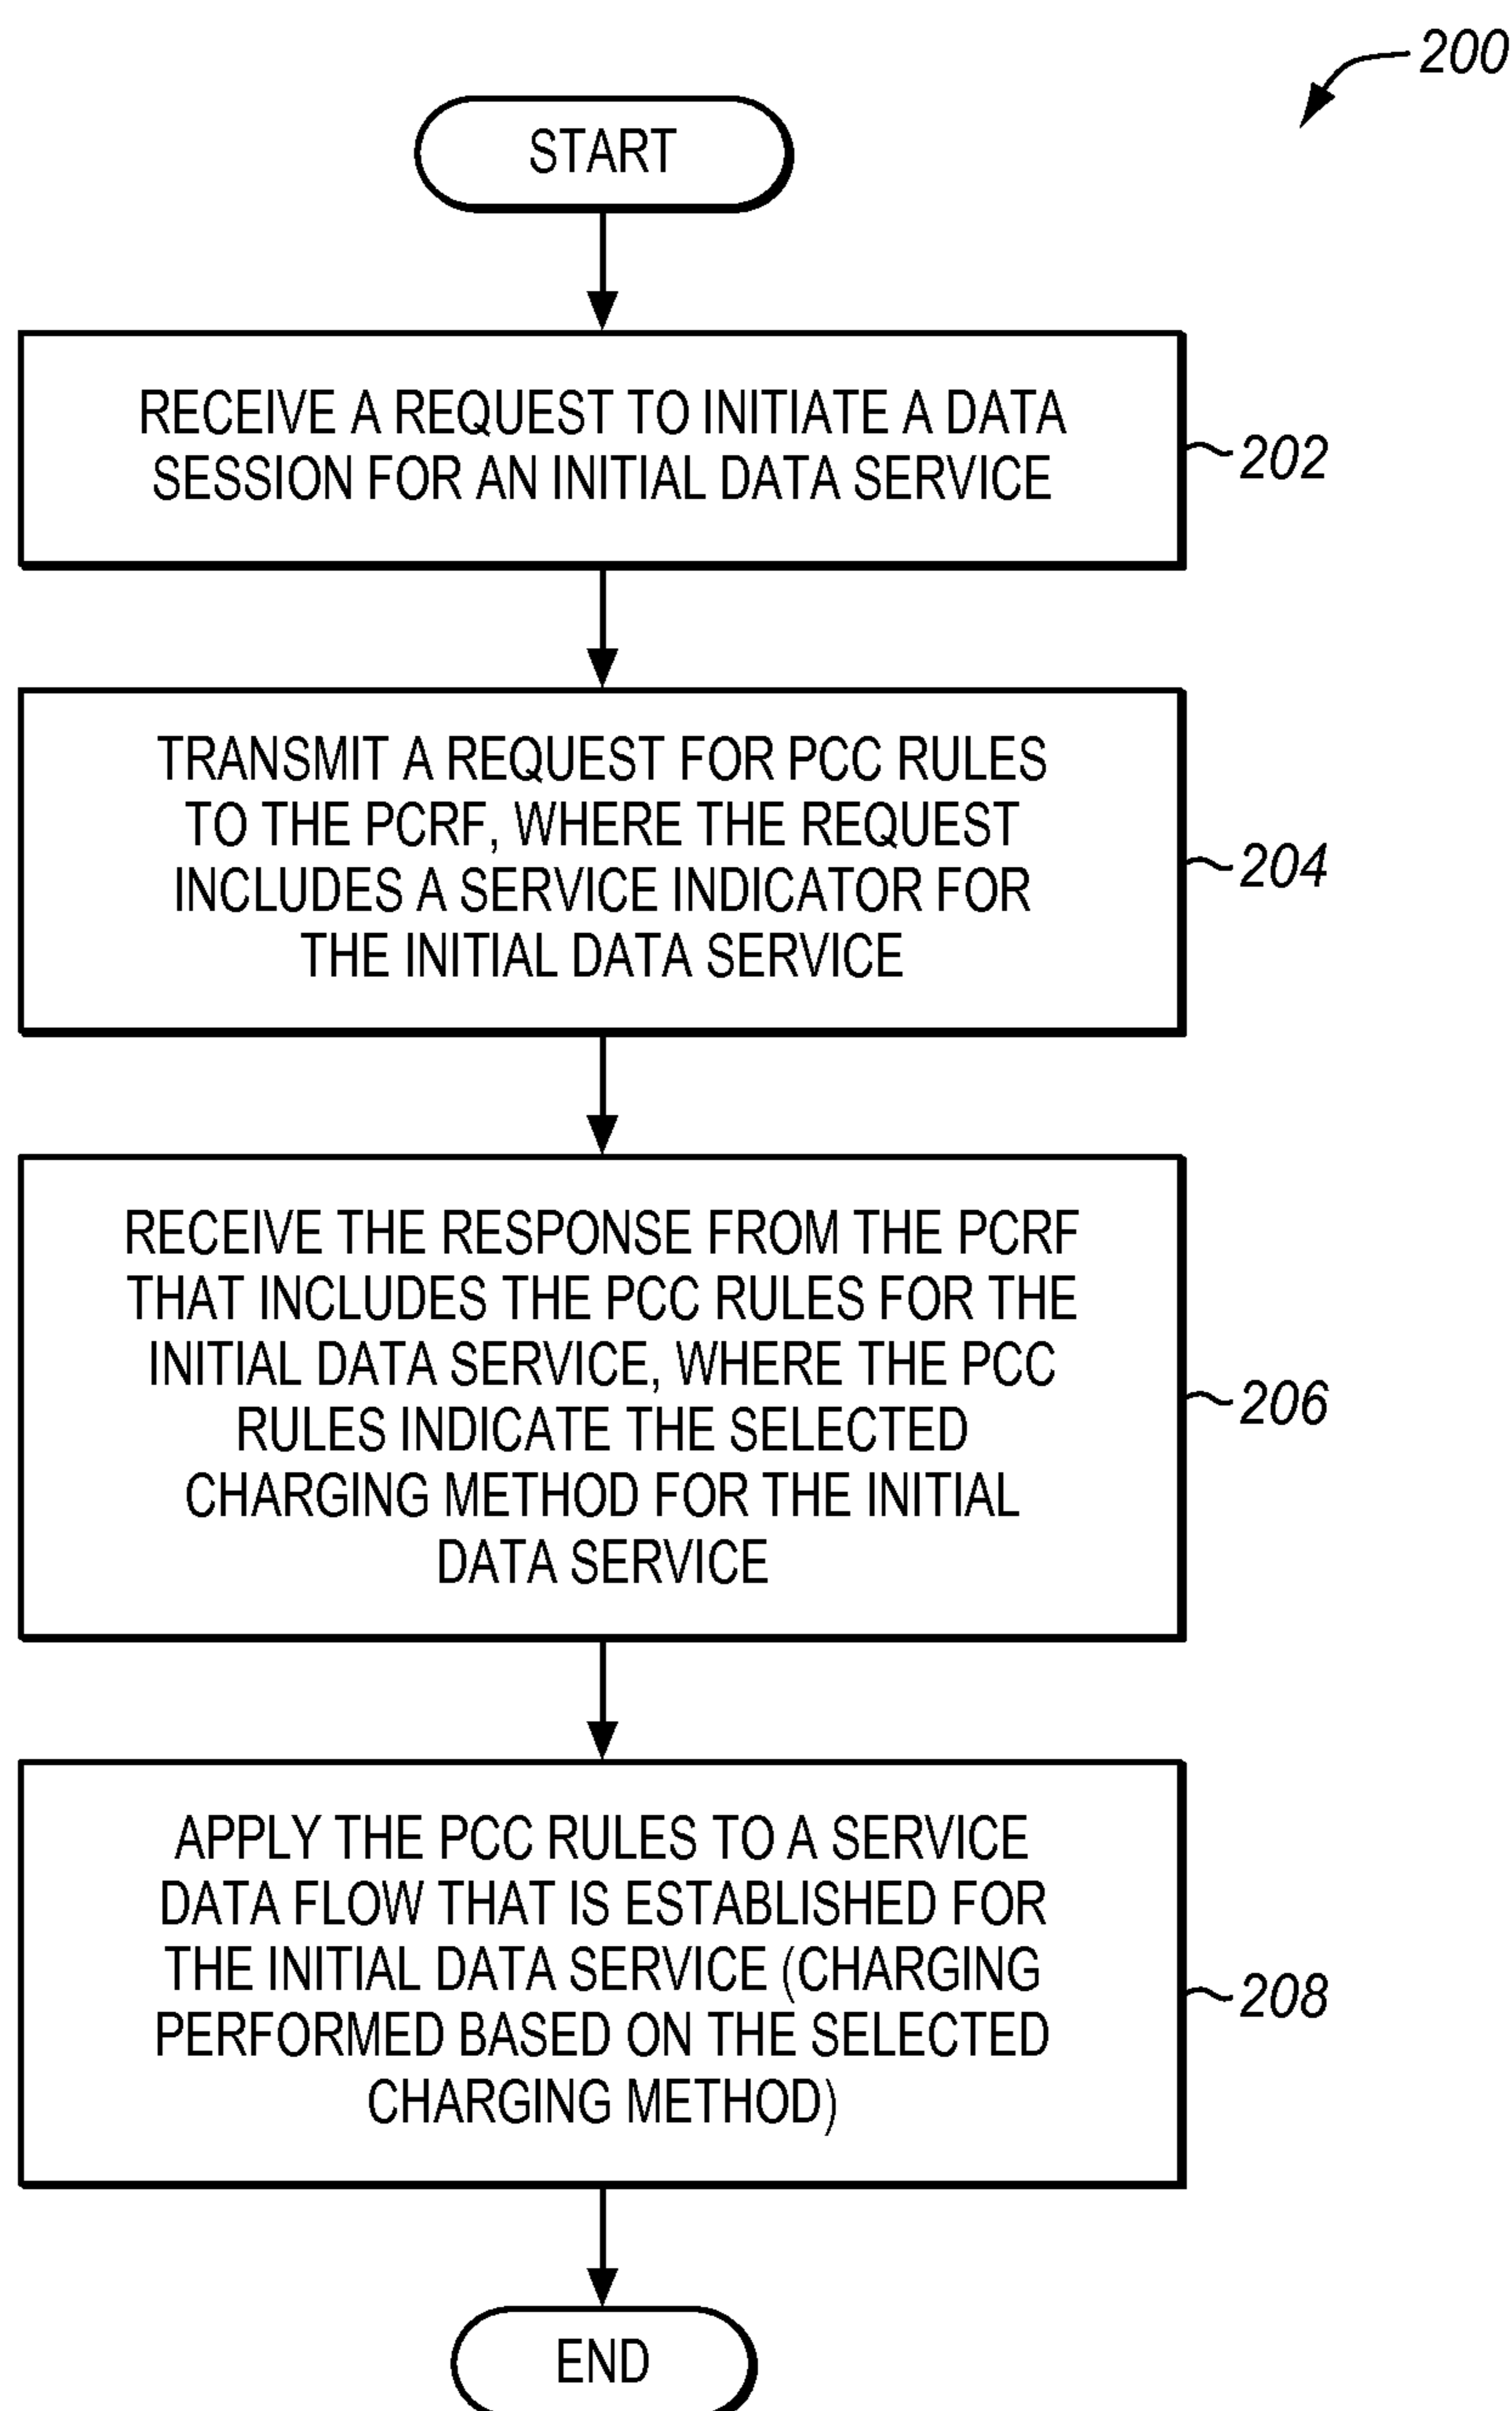 200
START
RECEIVE A REQUEST TO INITIATE A DATA
SESSION FOR AN INITIAL DATA SERVICE
202
TRANSMIT A REQUEST FOR PCC RULES
TO THE PCRF, WHERE THE REQUEST
INCLUDES A SERVICE INDICATOR FOR
THE INITIAL DATA SERVICE
204
RECEIVE THE RESPONSE FROM THE PCRF
THAT INCLUDES THE PCC RULES FOR THE
INITIAL DATA SERVICE, WHERE THE PCC
RULES INDICATE THE SELECTED
CHARGING METHOD FOR THE INITIAL
DATA SERVICE
206
APPLY THE PCC RULES TO A SERVICE
DATA FLOW THAT IS ESTABLISHED FOR
THE INITIAL DATA SERVICE (CHARGING
PERFORMED BASED ON THE SELECTED
CHARGING METHOD)
208
END